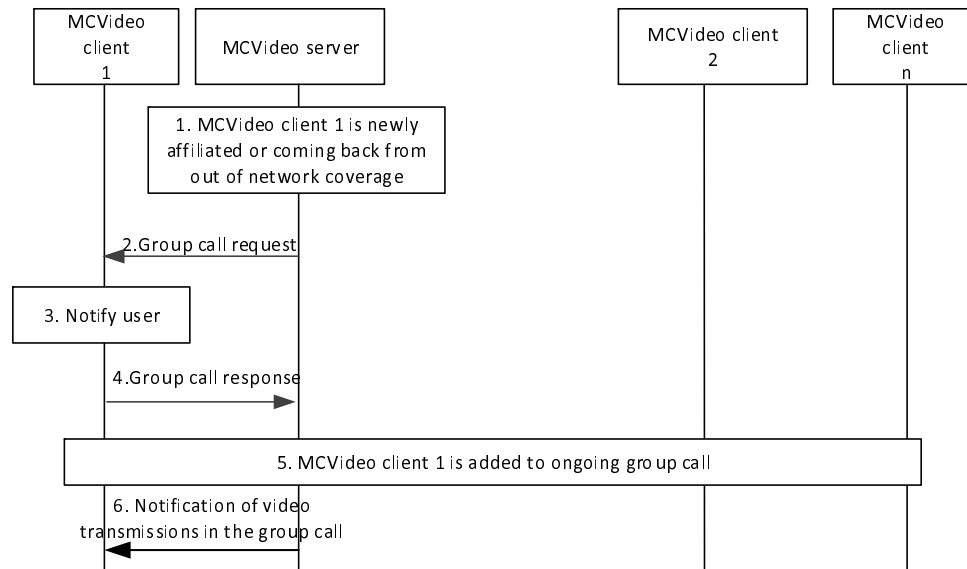 MCVideo
client
1
MCVideo server
MCVideo client
2
MCVideo
client
n
1. MCVideo client 1 is newly
affiliated or coming back from
out of network coverage
2.Group call request
3. Notify user
4.Group call response
5. MCVideo client 1 is added to ongoing group call
6. Notification of video
transmissions in the group call